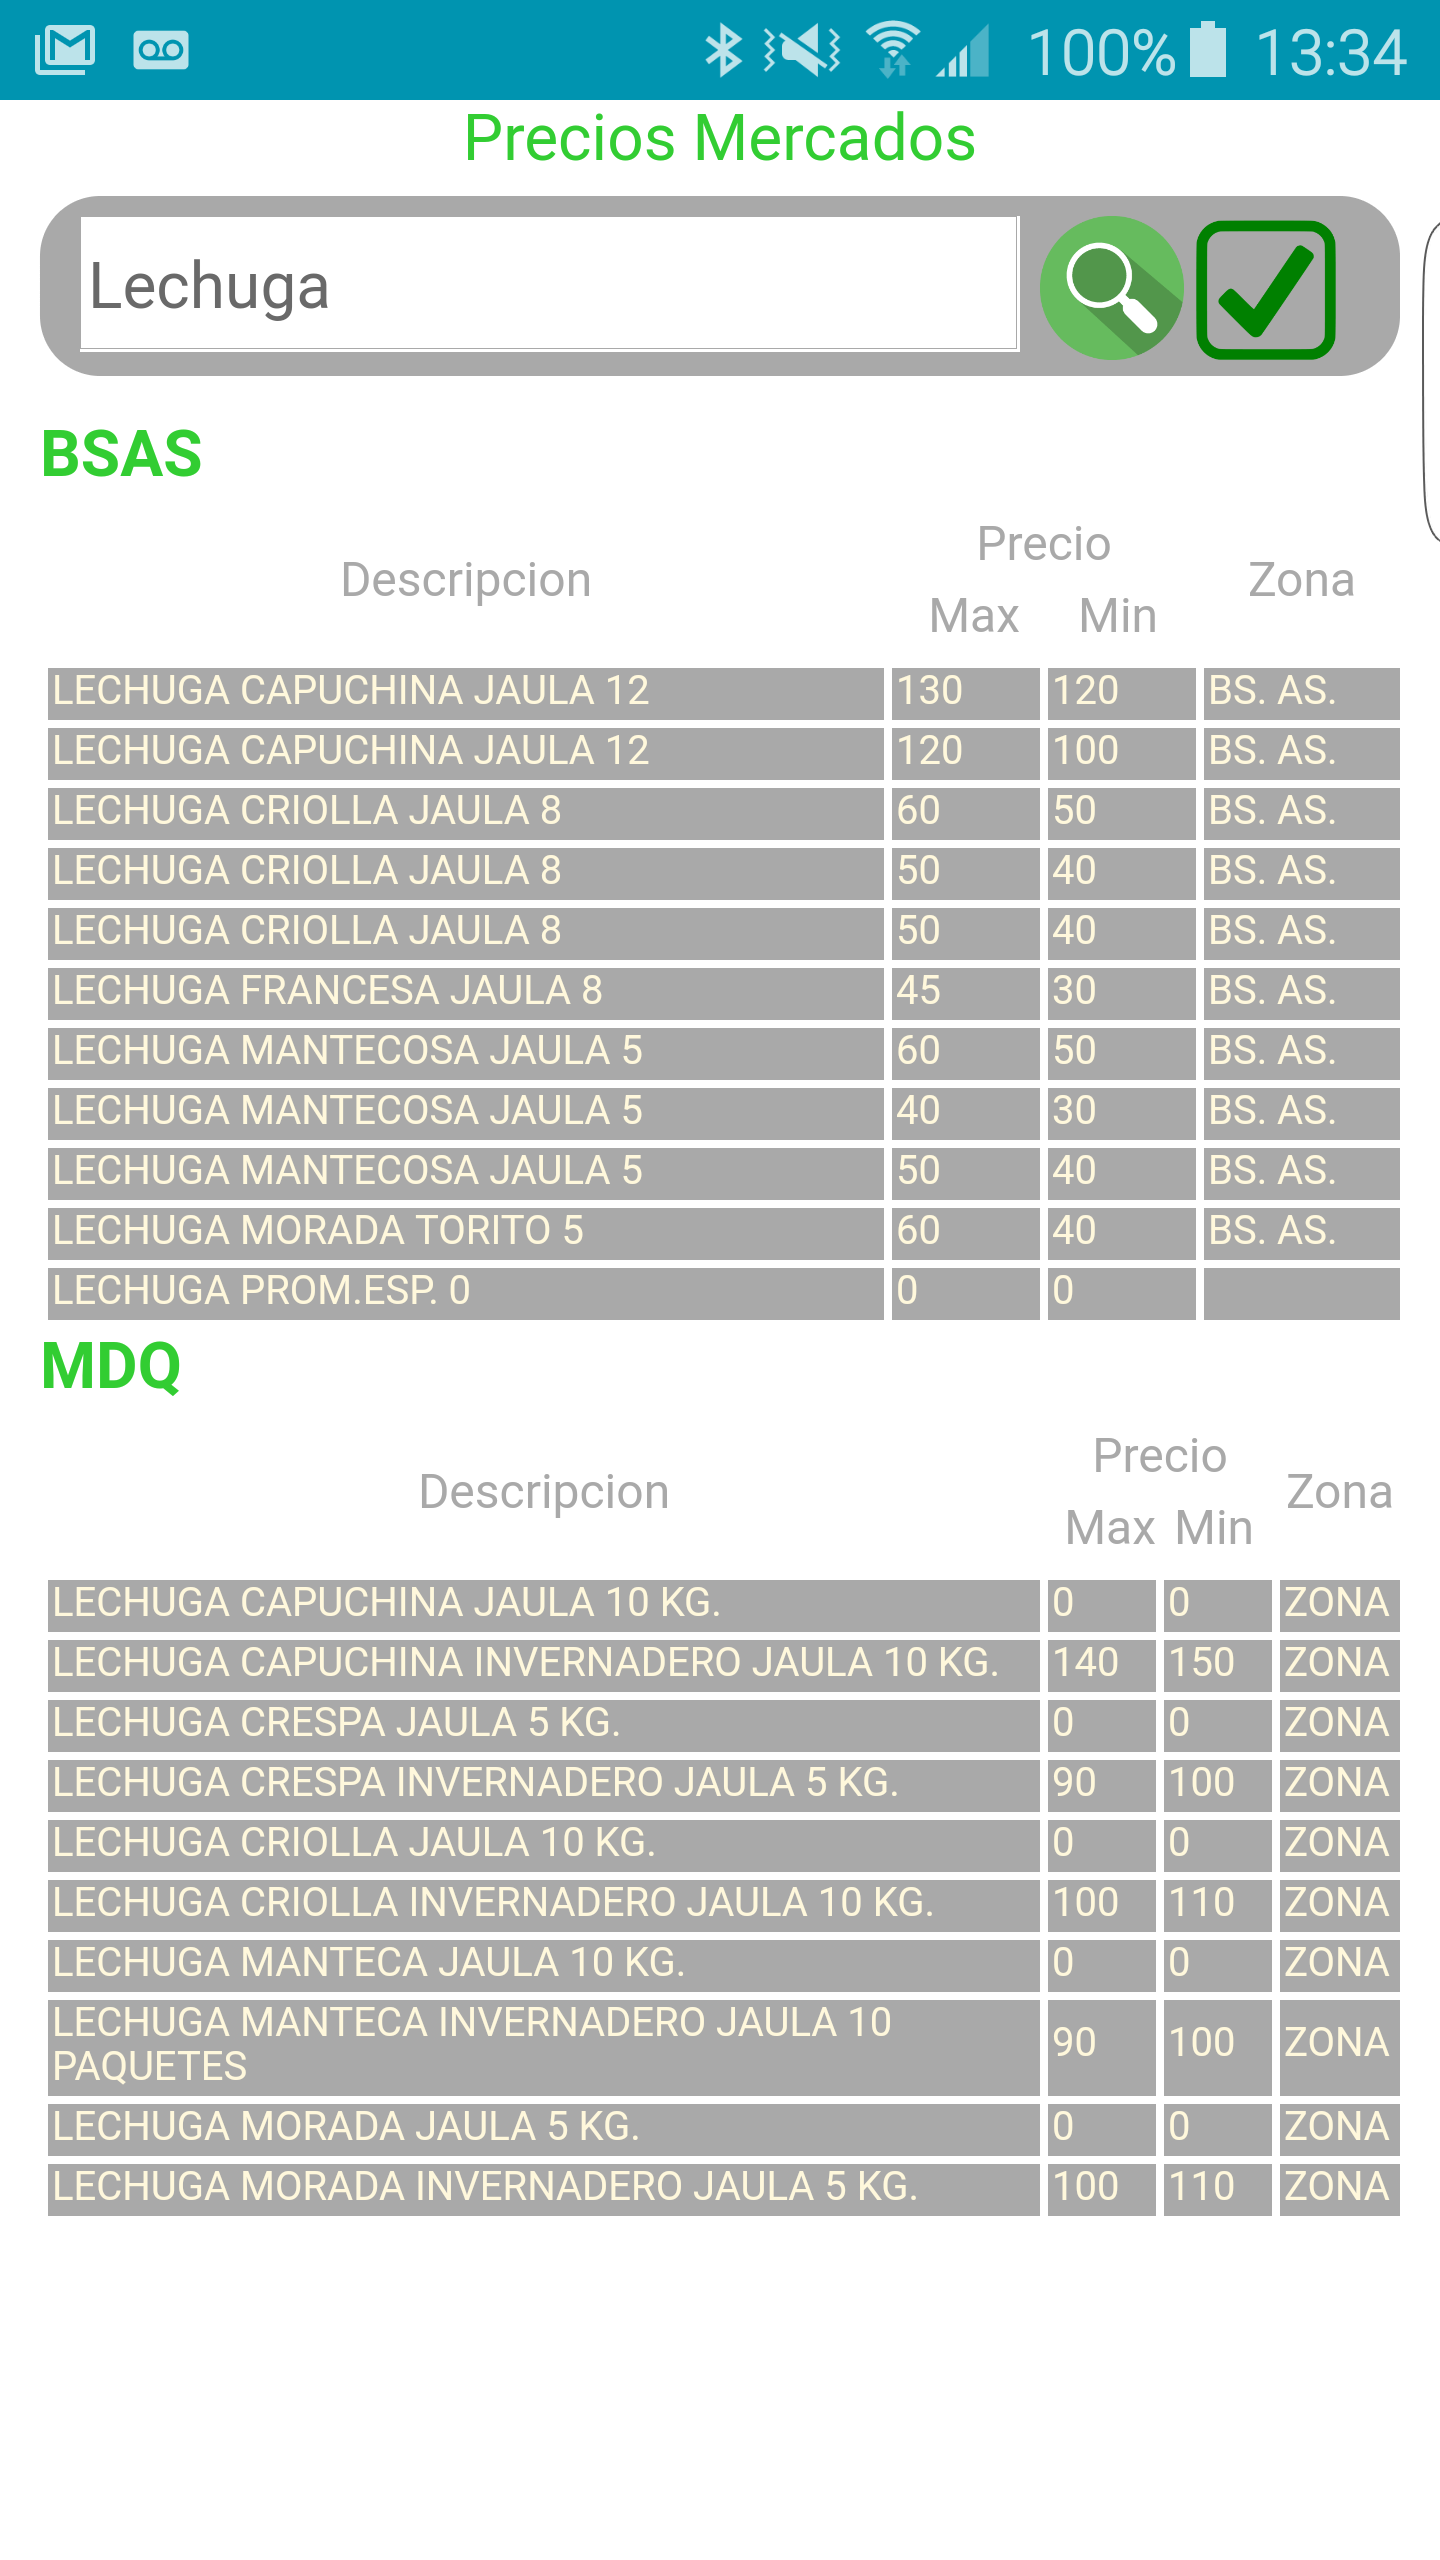 100% 13:34
Precios Mercados
Lechuga
BSAS
Descripcion Precio Max Min Zona
LECHUGA CAPUCHINA JAULA 12 130 120 BS. AS.
LECHUGA CAPUCHINA JAULA 12 120 100 BS. AS.
LECHUGA CRIOLLA JAULA 8 60 50 BS. AS.
LECHUGA CRIOLLA JAULA 8 50 40 BS. AS.
LECHUGA CRIOLLA JAULA 8 50 40 BS. AS.
LECHUGA FRANCESA JAULA 8 45 30 BS. AS.
LECHUGA MANTECOSA JAULA 5 60 50 BS. AS.
LECHUGA MANTECOSA JAULA 5 40 30 BS. AS.
LECHUGA MANTECOSA JAULA 5 50 40 BS. AS.
LECHUGA MORADA TORITO 5 60 40 BS. AS.
LECHUGA PROM.ESP. 0 0 0
MDQ
Descripcion Precio Max Min Zona
LECHUGA CAPUCHINA JAULA 10 KG. 0 0 ZONA
LECHUGA CAPUCHINA INVERNADERO JAULA 10 KG. 140 150 ZONA
LECHUGA CRESPA JAULA 5 KG. 0 0 ZONA
LECHUGA CRESPA INVERNADERO JAULA 5 KG. 90 100 ZONA
LECHUGA CRIOLLA JAULA 10 KG. 0 0 ZONA
LECHUGA CRIOLLA INVERNADERO JAULA 10 KG. 100 110 ZONA
LECHUGA MANTECA JAULA 10 KG. 0 0 ZONA
LECHUGA MANTECA INVERNADERO JAULA 10
PAQUETES 90 100 ZONA
LECHUGA MORADA JAULA 5 KG. 0 0 ZONA
LECHUGA MORADA INVERNADERO JAULA 5 KG. 100 110 ZONA